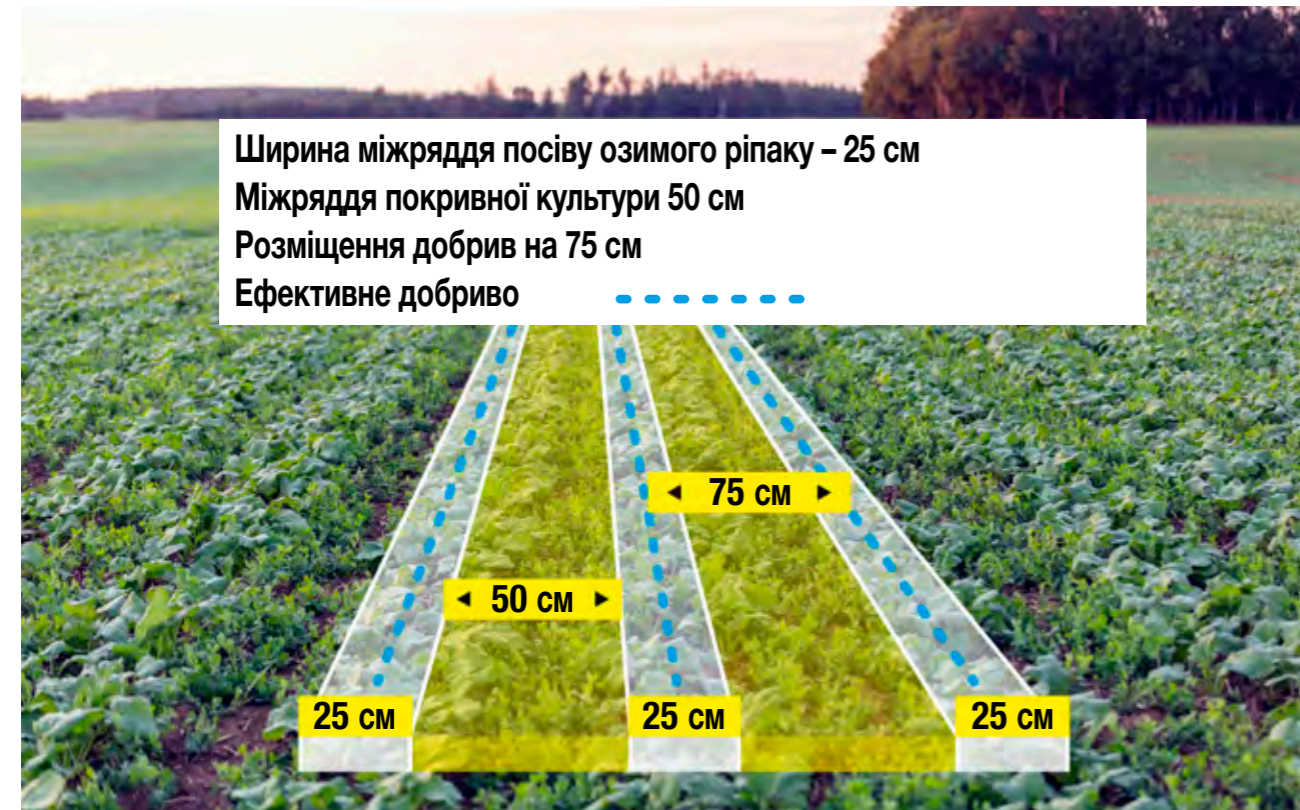 Ширина міжряддя посіву озимого ріпаку – 25 см
Міжряддя покривної культури 50 см
Розміщення добрив на 75 см
Ефективне добриво
75 см
50 см
25 см 25 см 25 см